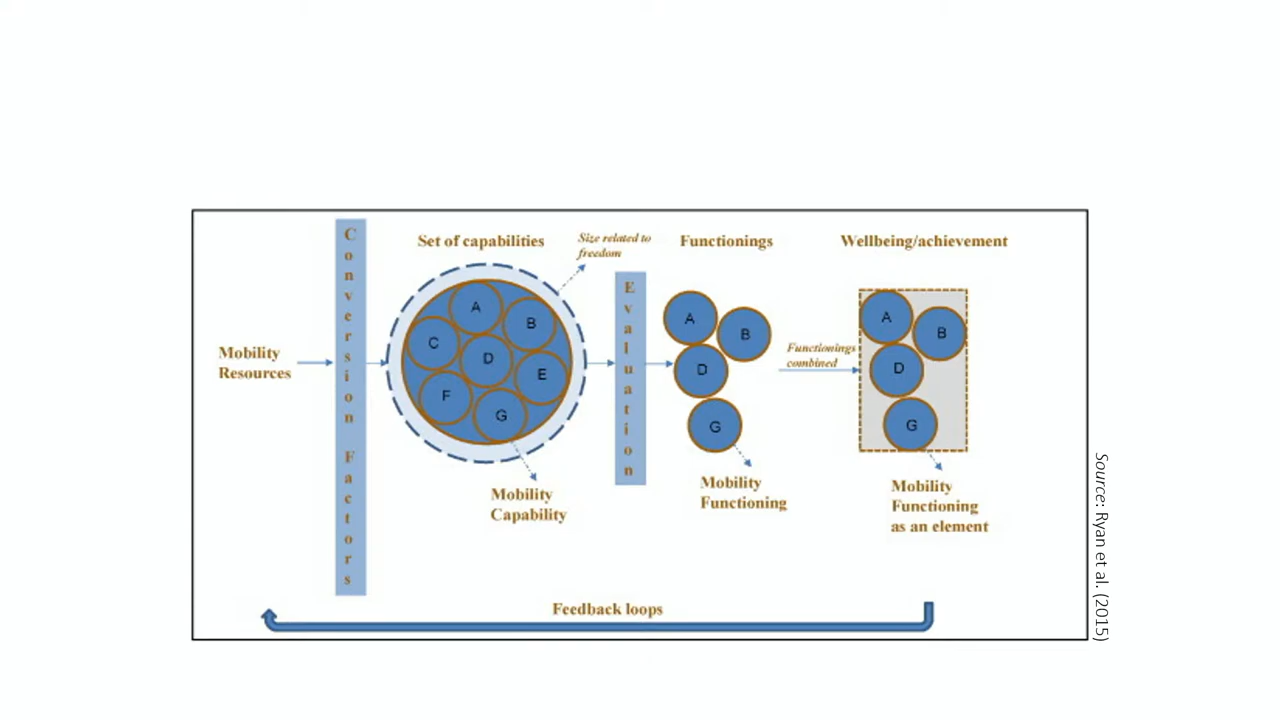 Conversion Factors
Set of capabilities
Size related to
freedom
Functionings
Wellbeing/achievement
Evaluation
Mobility
Resources
A
B
C
D
E
F
G
A
B
D
G
Functionings
combined
A
B
D
G
Mobility
Capability
Mobility
Functioning
Mobility
Functioning
as an element
Feedback loops
Source: Ryan et al. (2015)